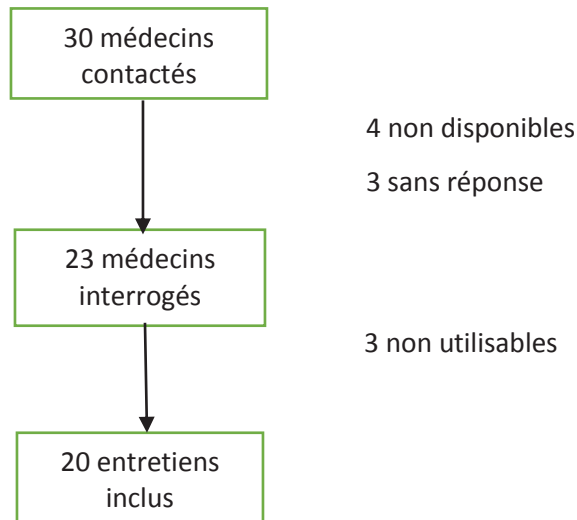 30 médecins
contactés
4 non disponibles
3 sans réponse
23 médecins
interrogés
3 non utilisables
20 entretiens
inclus